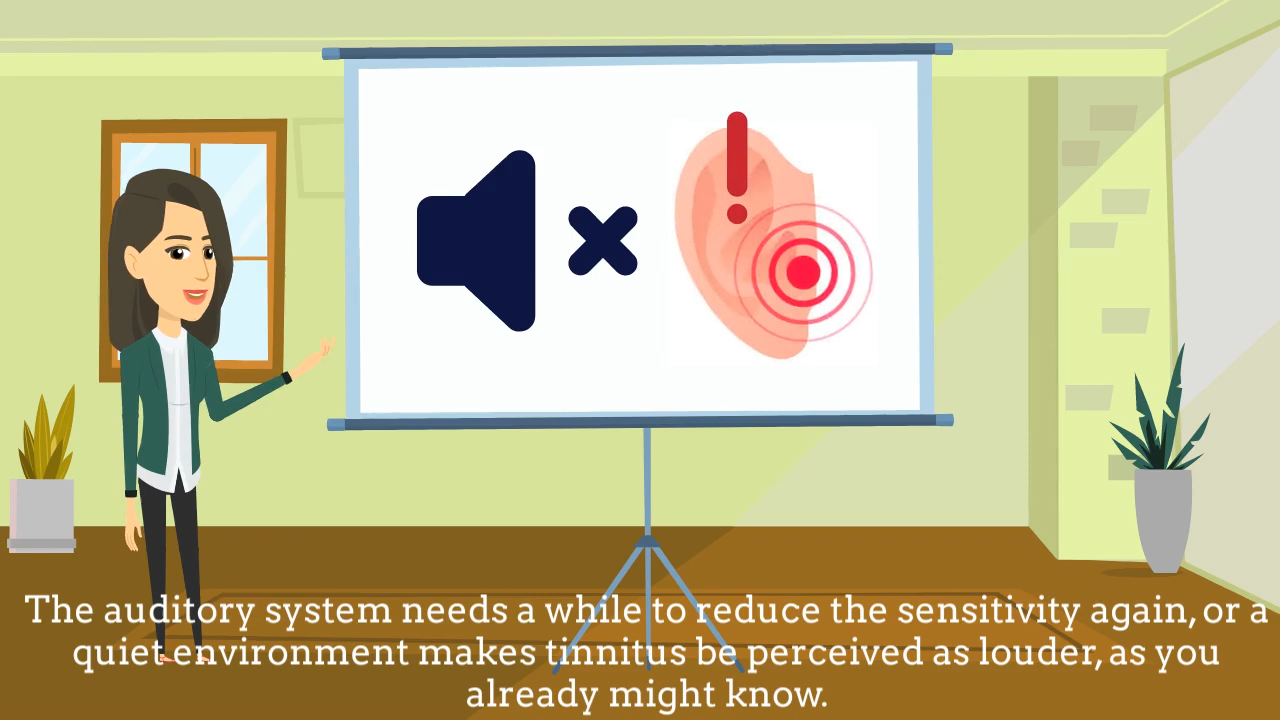 The auditory system needs a while to reduce the sensitivity again, or a
quiet environment makes tinnitus be perceived as louder, as you
already might know.